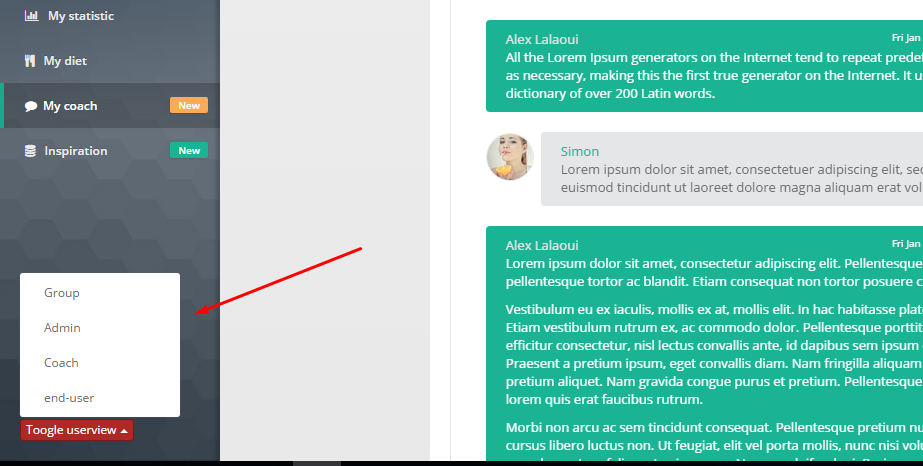 My statistic
My diet
My coach New
Inspiration New
Group
Admin
Coach
end-user
Toogle userview
Alex Lalaoui Fri Jan
All the Lorem Ipsum generators on the Internet tend to repeat
as necessary, making this the first true generator on the Internet. It
dictionary of over 200 Latin words.
Simon
Lorem ipsum dolor sit amet, consectetuer adipiscing elit,
euismod tincidunt ut laoreet dolore magna aliquam erat
Alex Lalaoui Fri Jan
Lorem ipsum dolor sit amet, consectetur adipiscing elit. Pellentesque
pellentesque tortor ac blandit. Etiam consequat non tortor posuere
Vestibulum eu ex iaculis, mollis ex at, mollis elit. In hac habitasse
Etiam vestibulum rutrum ex, ac commodo dolor. Pellentesque
efficitur consectetur, nisl lectus convallis ante, id dapibus sem ipsum
Praesent a pretium ipsum, eget convallis diam. Nam fringilla aliquam
pretium aliquet. Nam gravida congue purus et pretium. Pellentesque
lorem quis erat faucibus rutrum.
Morbi non arcu ac sem tincidunt consequat. Pellentesque pretium
cursus libero luctus non. Ut feugiat, elit vel porta mollis, nunc nisi